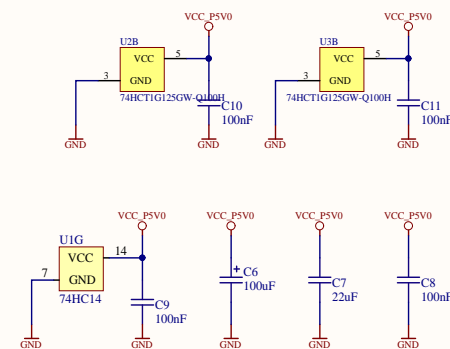 VCC_P5V0
VCC_P5V0
U2B
U3B
VCC
5
VCC
5
3
GND
3
GND
74HCT1G125GW-Q100H
C10
100nF
74HCT1G125GW-Q100H
C11
100nF
GND
GND
GND
GND
VCC_P5V0
VCC_P5V0
VCC_P5V0
VCC_P5V0
U1G
VCC
14
7
GND
74HC14
+
C6
100uF
C7
22uF
C8
100nF
C9
100nF
GND
GND
GND
GND
GND